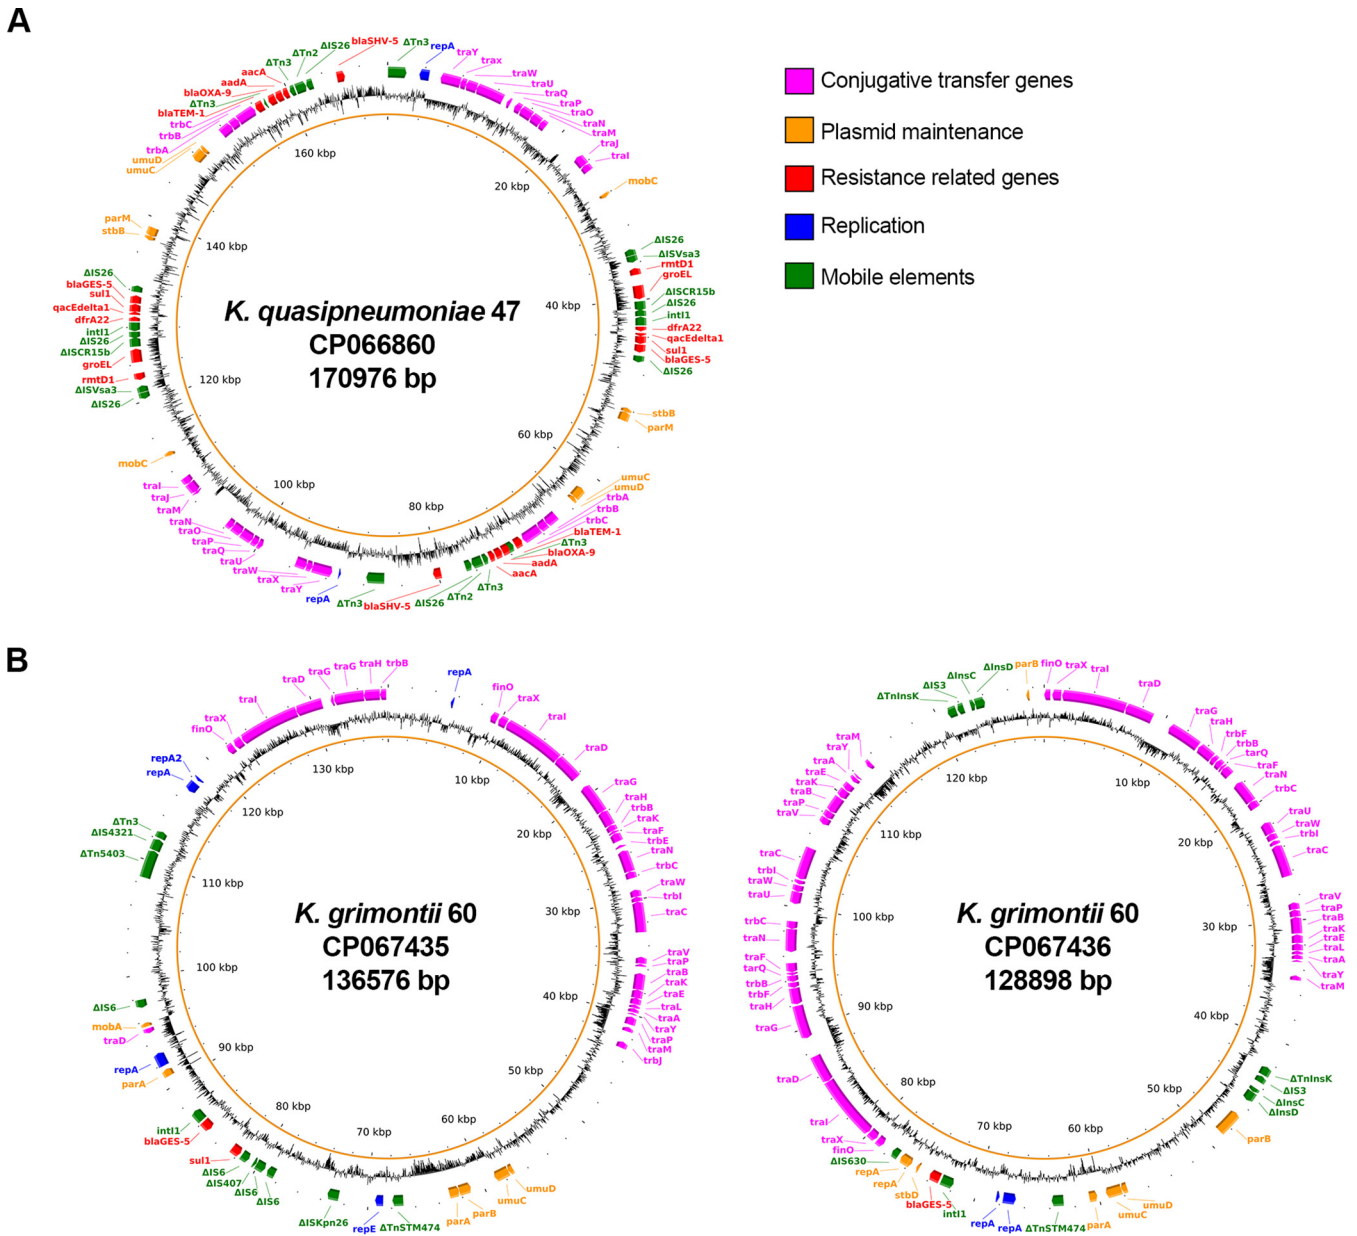 A
Conjugative transfer genes
Plasmid maintenance
Resistance related genes
Replication
Mobile elements
K. quasipneumoniae 47
CP066860
170976 bp
20 kbp
40 kbp
60 kbp
80 kbp
100 kbp
120 kbp
140 kbp
160 kbp
ΔTn3
repA
traY
trax
traW
traU
traQ
traP
traO
traN
traM
traJ
traI
mobC
ΔIS26
ΔISVsa3
rmtD1
groEL
ΔISCR15b
ΔIS26
intI1
dfrA22
qacEdelta1
sul1
blaGES-5
ΔIS26
stbB
parM
umuC
umuD
trbA
trbB
trbC
blaTEM-1
ΔTn3
blaOXA-9
aadA
aacA
ΔTn3
ΔTn2
ΔIS26
blaSHV-5
ΔTn3
repA
traY
traX
traW
traU
traQ
traP
traO
traN
traM
traJ
traI
mobC
ΔIS26
ΔISVsa3
rmtD1
groEL
ΔISCR15b
ΔIS26
intI1
dfrA22
qacEdelta1
sul1
blaGES-5
ΔIS26
stbB
parM
umuC
umuD
trbA
trbB
trbC
blaTEM-1
ΔTn3
blaOXA-9
aadA
aacA
ΔTn3
ΔTn2
ΔIS26
blaSHV-5
B
K. grimontii 60
CP067435
136576 bp
10 kbp
20 kbp
30 kbp
40 kbp
50 kbp
60 kbp
70 kbp
80 kbp
90 kbp
100 kbp
110 kbp
120 kbp
130 kbp
repA
finO
traX
traI
traD
traG
traH
trbB
traK
traF
trbE
traN
trbC
traW
trbI
traC
traV
traP
traB
traK
traE
traL
traA
traY
traP
traM
trbJ
umuD
umuC
parB
parA
ΔTnSTM474
repE
ΔISKpn26
ΔIS6
ΔIS6
ΔIS407
ΔIS6
sul1
blaGES-5
intI1
parA
repA
traD
mobA
ΔIS6
ΔTn5403
ΔIS4321
ΔTn3
repA
repA2
finO
traX
traI
traD
traG
traG
traH
trbB
K. grimontii 60
CP067436
128898 bp
10 kbp
20 kbp
30 kbp
40 kbp
50 kbp
60 kbp
70 kbp
80 kbp
90 kbp
100 kbp
110 kbp
120 kbp
parB
finO
traX
traI
traD
traG
traH
trbF
trbB
tarQ
traF
traN
trbC
traU
traW
trbI
traC
traV
traP
traB
traK
traE
traL
traA
traY
traM
ΔTnInsK
ΔIS3
ΔInsC
ΔInsD
parB
umuD
umuC
parA
ΔTnSTM474
repA
repA
intI1
blaGES-5
stbD
repA
repA
ΔIS630
finO
traX
traI
traD
traG
traH
trbF
trbB
tarQ
traF
traN
trbC
traU
traW
trbI
traC
traV
traP
traB
traK
traE
traA
traY
traM
ΔTnInsK
ΔIS3
ΔInsC
ΔInsD